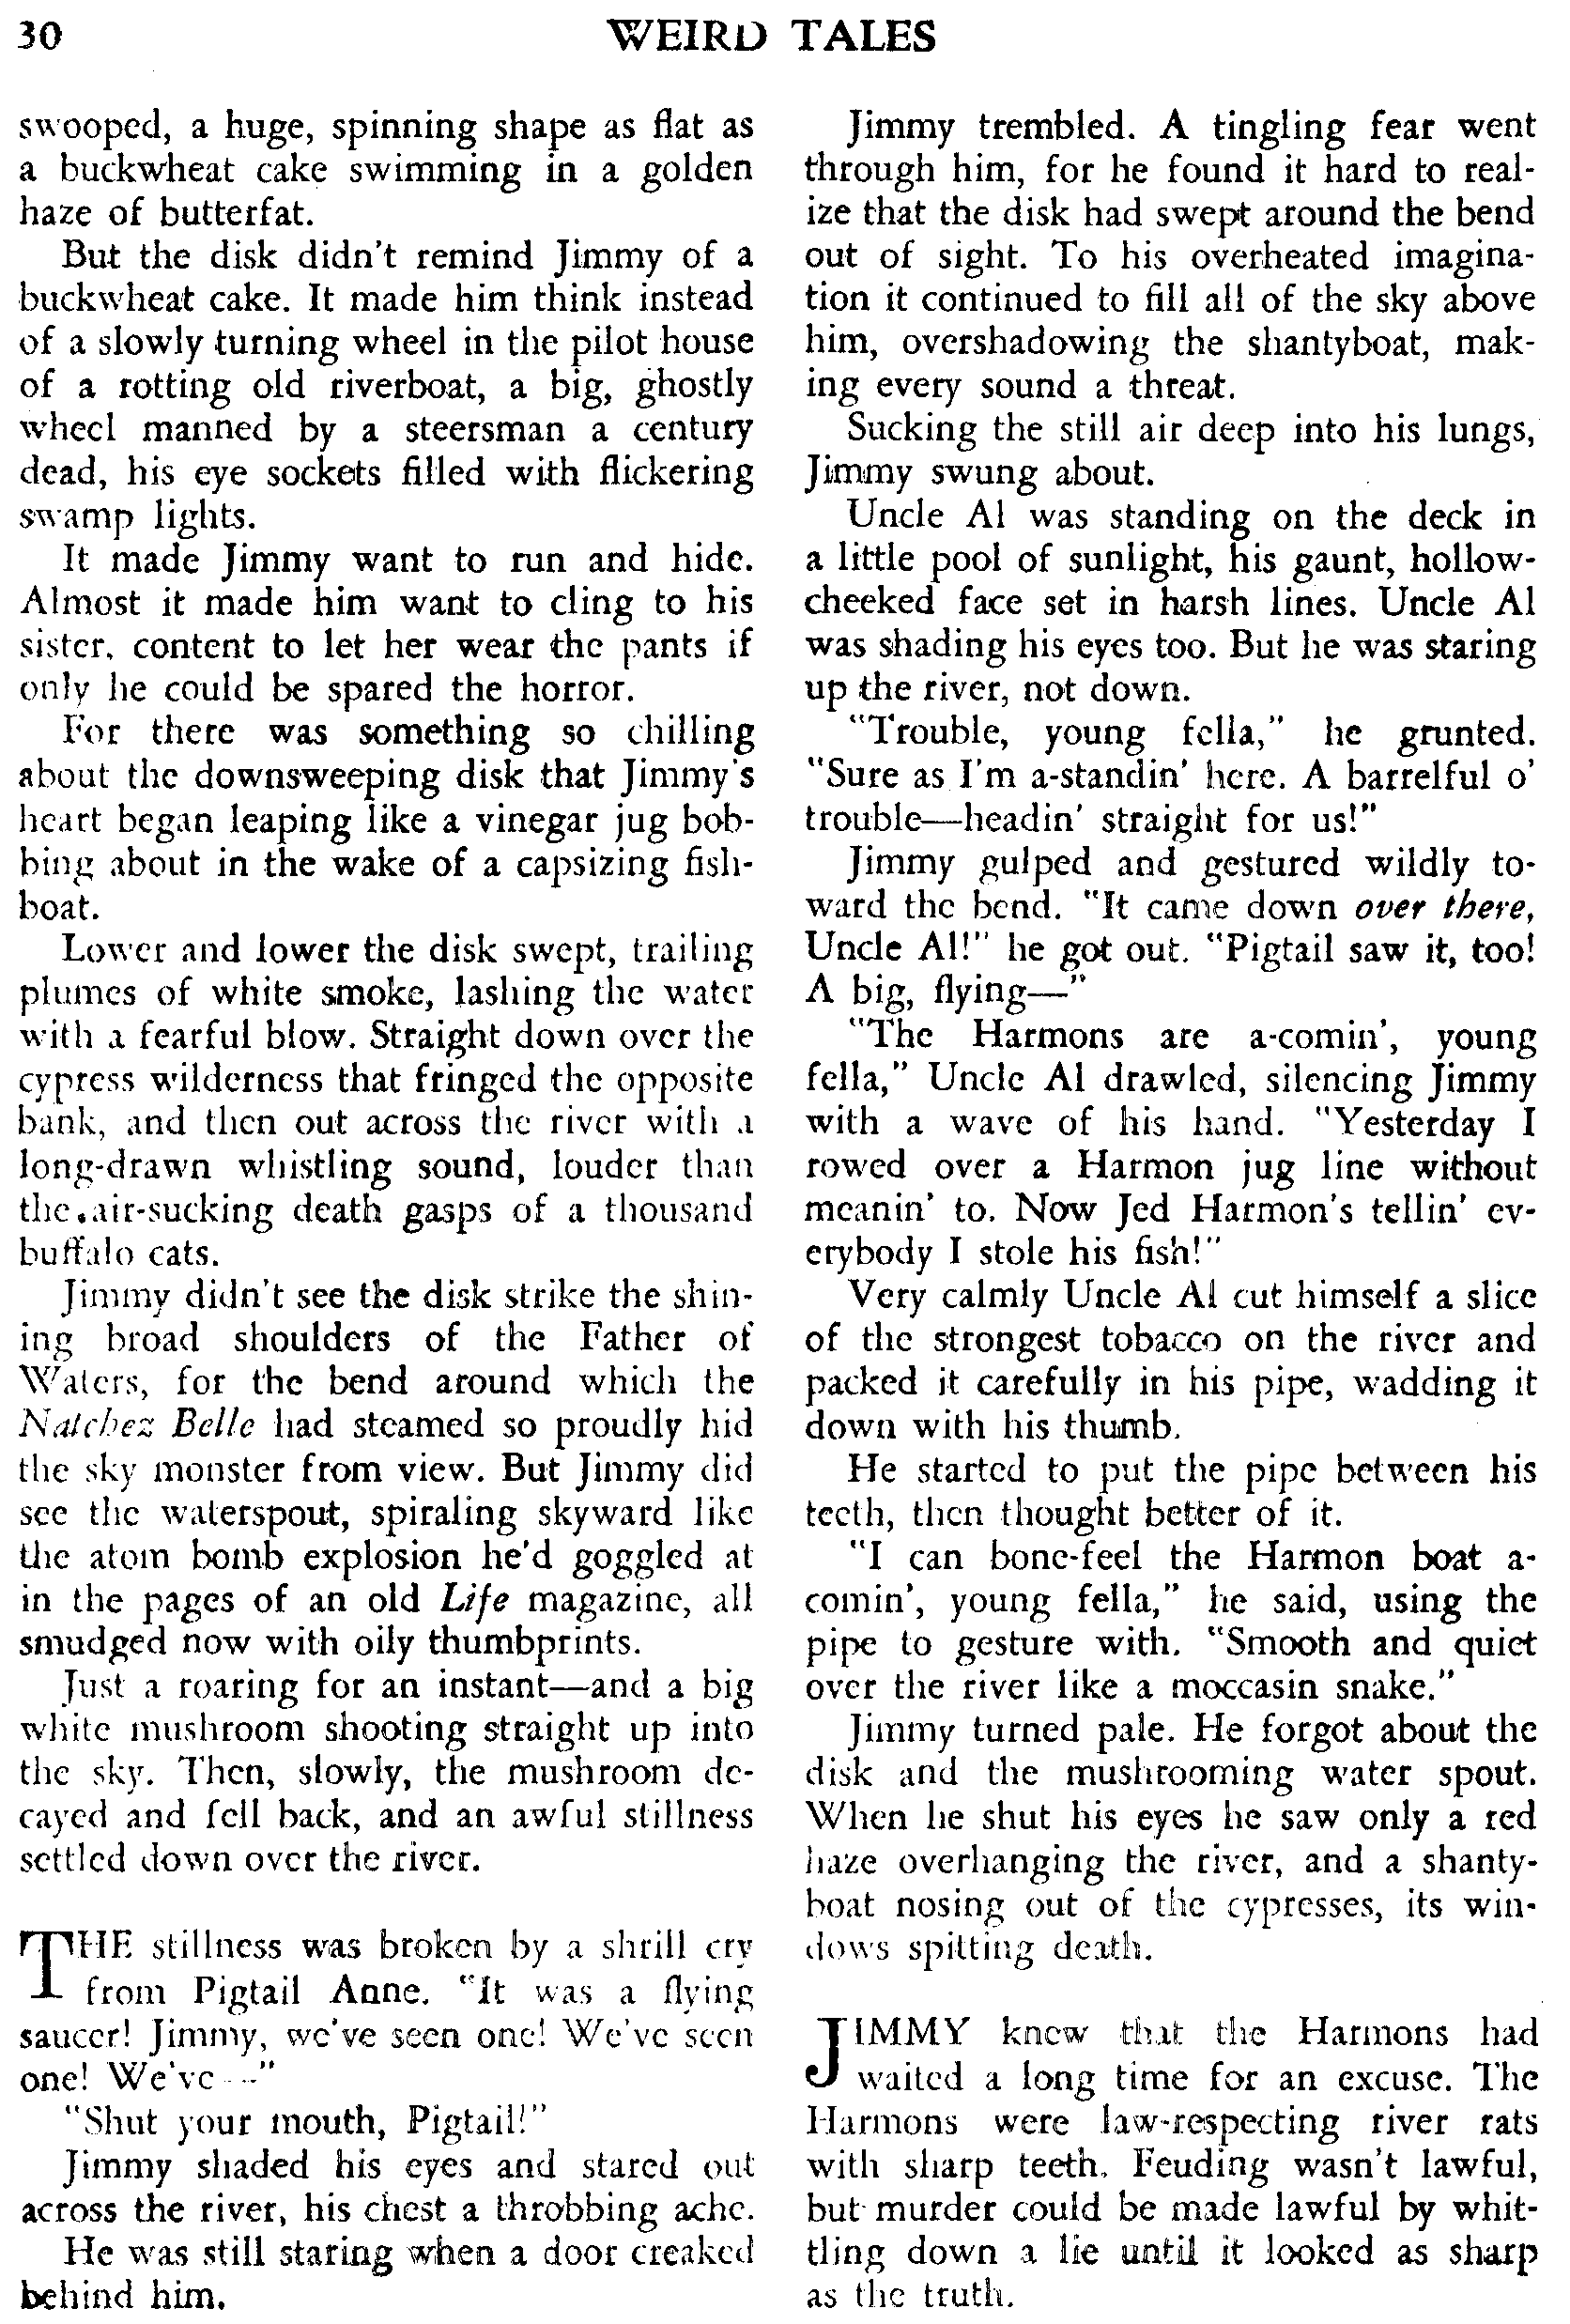 30
WEIRD TALES
swooped, a huge, spinning shape as flat as
a buckwheat cake swimming in a golden
haze of butterfat.
But the disk didn't remind Jimmy of a
buckwheat cake. It made him think instead
of a slowly turning wheel in the pilot house
of a rotting old riverboat, a big, ghostly
wheel manned by a steersman a century
dead, his eye sockets filled with flickering
swamp lights.
It made Jimmy want to run and hide.
Almost it made him want to cling to his
sister, content to let her wear the pants if
only he could be spared the horror.
For there was something so chilling
about the downsweeping disk that Jimmy's
heart began leaping like a vinegar jug bob-
bing about in the wake of a capsizing fish-
boat.
Lower and lower the disk swept, trailing
plumes of white smoke, lashing the water
with a fearful blow. Straight down over the
cypress wilderness that fringed the opposite
bank, and then out across the river with a
long-drawn whistling sound, louder than
the air-sucking death gasps of a thousand
buffalo cats.
Jimmy didn't see the disk strike the shin-
ing broad shoulders of the Father of
Waters, for the bend around which the
Natchez Belle had steamed so proudly hid
the sky monster from view. But Jimmy did
see the waterspout, spiraling skyward like
the atom bomb explosion he'd goggled at
in the pages of an old Life magazine, all
smudged now with oily thumbprints.
Just a roaring for an instant—and a big
white mushroom shooting straight up into
the sky. Then, slowly, the mushroom de-
cayed and fell back, and an awful stillness
settled down over the river.
THE stillness was broken by a shrill cry
from Pigtail Anne. "It was a flying
saucer! Jimmy, we've seen one! We've seen
one! We've—"
"Shut your mouth, Pigtail!"
Jimmy shaded his eyes and stared out
across the river, his chest a throbbing ache.
He was still staring when a door creaked
behind him.
Jimmy trembled. A tingling fear went
through him, for he found it hard to real-
ize that the disk had swept around the bend
out of sight. To his overheated imagina-
tion it continued to fill all of the sky above
him, overshadowing the shantyboat, mak-
ing every sound a threat.
Sucking the still air deep into his lungs,
Jimmy swung about.
Uncle Al was standing on the deck in
a little pool of sunlight, his gaunt, hollow-
cheeked face set in harsh lines. Uncle Al
was shading his eyes too. But he was staring
up the river, not down.
"Trouble, young fella," he grunted.
"Sure as I'm a-standin' here. A barrelful o'
trouble—headin' straight for us!"
Jimmy gulped and gestured wildly to-
ward the bend. "It came down over there,
Uncle Al!" he got out. "Pigtail saw it, too!
A big, flying—"
"The Harmons are a-comin', young
fella," Uncle Al drawled, silencing Jimmy
with a wave of his hand. "Yesterday I
rowed over a Harmon jug line without
meanin' to. Now Jed Harmon's tellin' ev-
erybody I stole his fish!"
Very calmly Uncle Al cut himself a slice
of the strongest tobacco on the river and
packed it carefully in his pipe, wadding it
down with his thumb.
He started to put the pipe between his
teeth, then thought better of it.
"I can bone-feel the Harmon boat a-
comin', young fella," he said, using the
pipe to gesture with. "Smooth and quiet
over the river like a moccasin snake."
Jimmy turned pale. He forgot about the
disk and the mushrooming water spout.
When he shut his eyes he saw only a red
haze overhanging the river, and a shanty-
boat nosing out of the cypresses, its win-
dows spitting death.
JIMMY knew that the Harmons had
waited a long time for an excuse. The
Harmons were law-respecting river rats
with sharp teeth. Feuding wasn't lawful,
but murder could be made lawful by whit-
tling down a lie until it looked as sharp
as the truth.